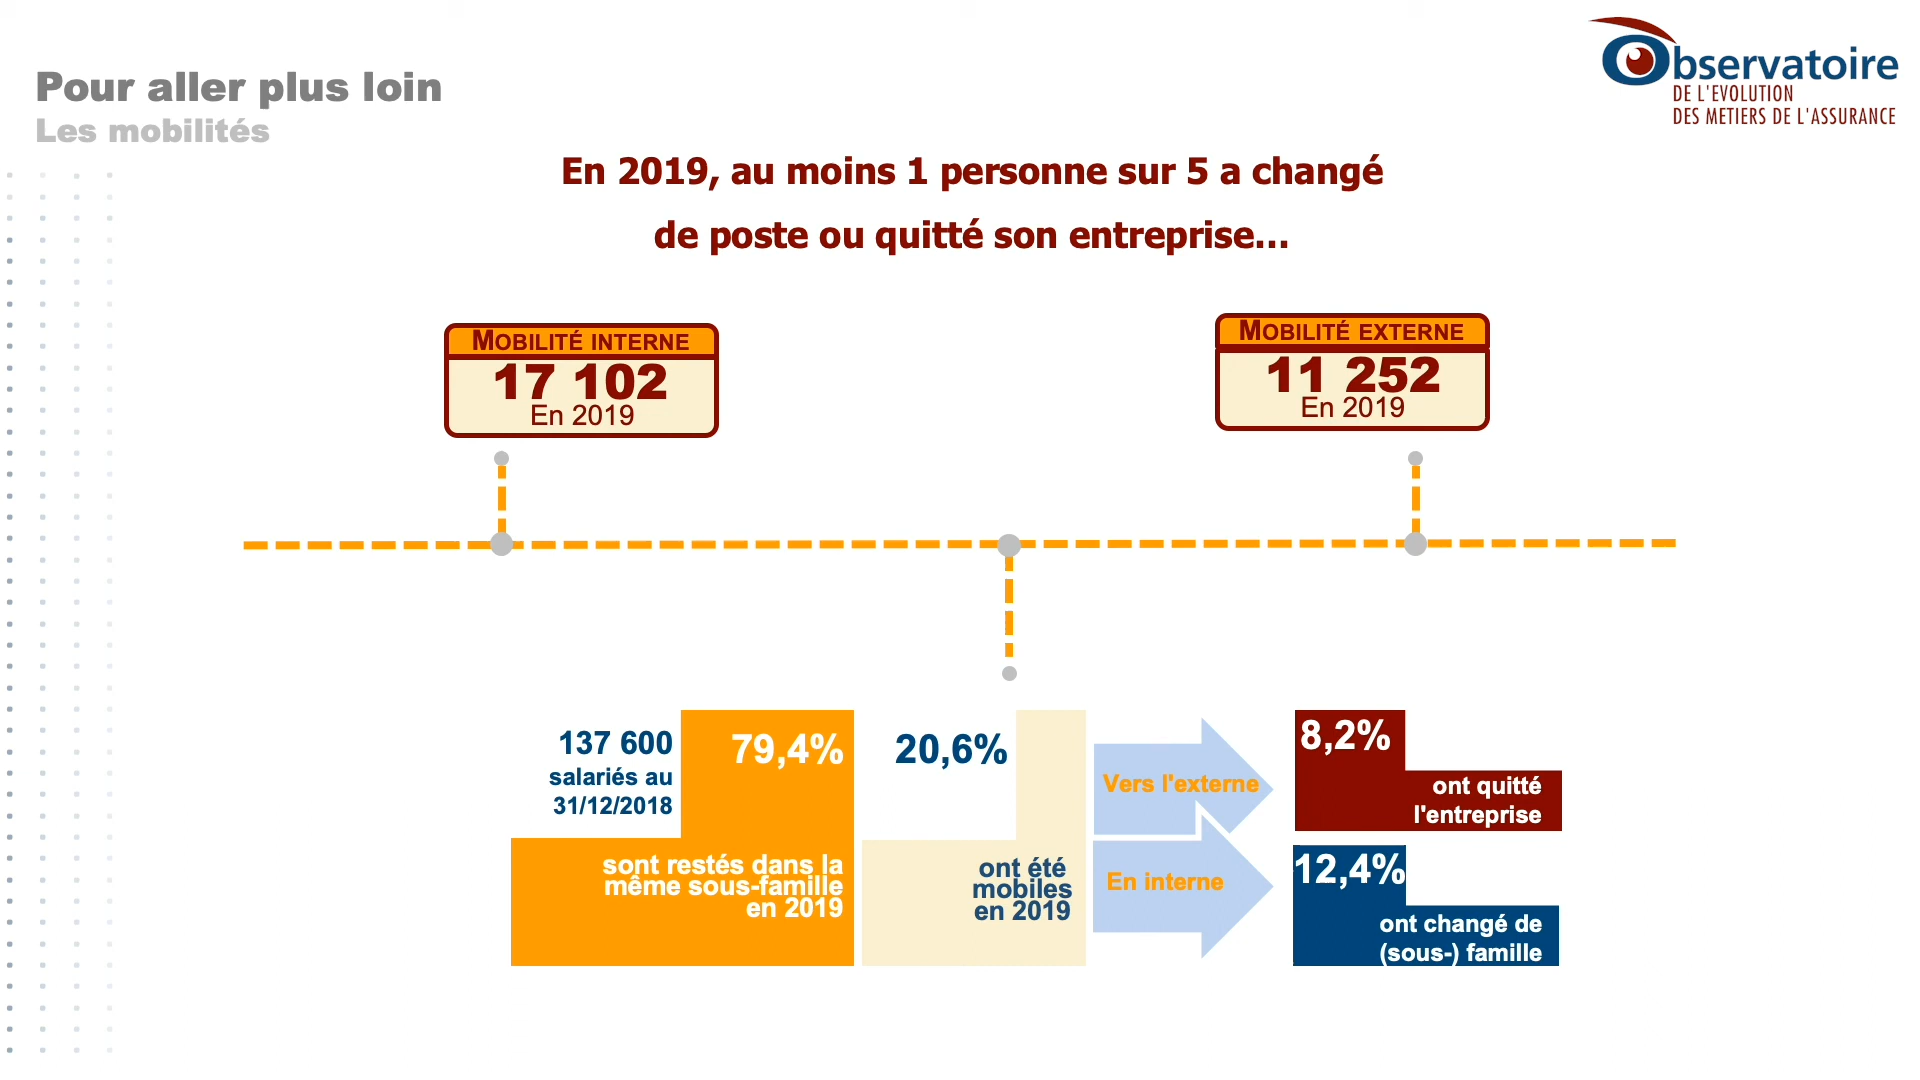 Observatoire
DE L'EVOLUTION
DES METIERS DE L'ASSURANCE
Pour aller plus loin
Les mobilités
En 2019, au moins 1 personne sur 5 a changé
de poste ou quitté son entreprise...
MOBILITÉ INTERNE
17 102
En 2019
MOBILITÉ EXTERNE
11 252
En 2019
137 600
salariés au
31/12/2018
79,4%
sont restés dans la
même sous-famille
en 2019
20,6%
ont été
mobiles
en 2019
Vers l'externe
En interne
8,2%
ont quitté
l'entreprise
12,4%
ont changé de
(sous-) famille